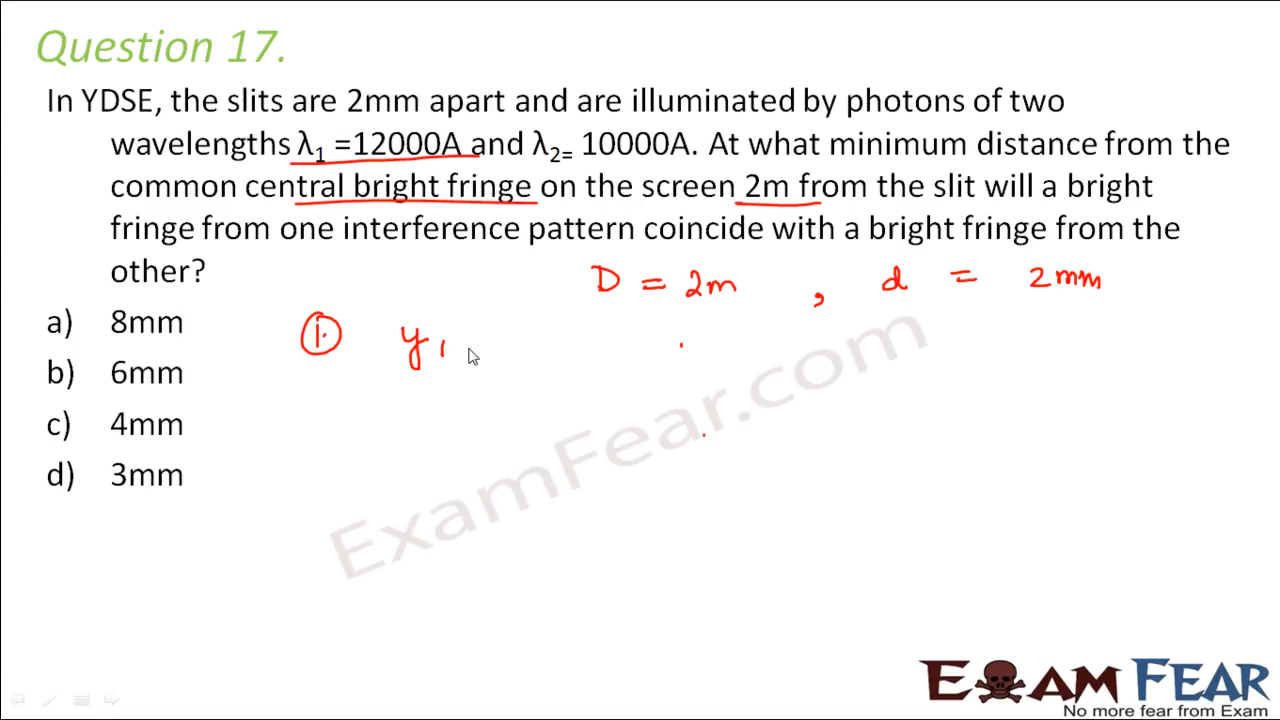 Question 17.
In YDSE, the slits are 2mm apart and are illuminated by photons of two
wavelengths λ₁ =12000A and λ₂₌ 10000A. At what minimum distance from the
common central bright fringe on the screen 2m from the slit will a bright
fringe from one interference pattern coincide with a bright fringe from the
other?
D = 2m , d = 2mm
a) 8mm
① y₁
b) 6mm
c) 4mm
d) 3mm
ExamFear.com
EXAM FEAR
No more fear from Exam